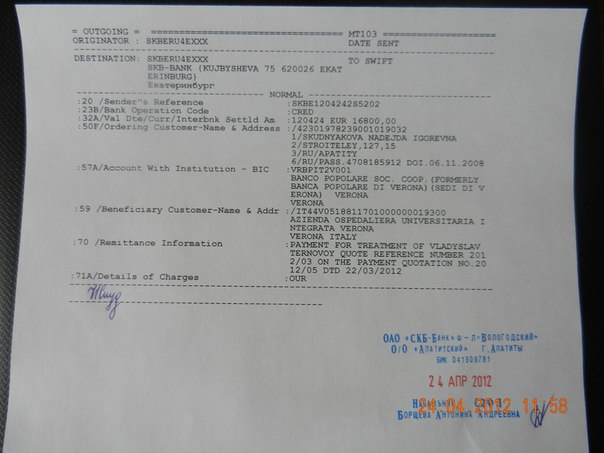 = OUTGOING = ============================ MT103 ====================
ORIGINATOR : SKBERU4EXXX DATE SENT
DESTINATION: SKBERU4EXXX TO SWIFT
SKB-BANK (KUJBYSHEVA 75 620026 EKAT
ERINBURG)
Екатеринбург
NORMAL
:20 /Sender"s Reference :SKBE120424285202
:23B/Bank Operation Code :CRED
:32A/Val Dte/Curr/Interbnk Settld Am :120424 EUR 16800,00
:50F/Ordering Customer-Name & Address :/42301978239001019032
1/SKUDNYAKOVA NADEJDA IGOREVNA
2/STROITELEY,127,15
3/RU/APATITY
6/RU/PASS.4708185912 DOI.06.11.2008
:57A/Account With Institution - BIC :VRBPIT2V001
BANCO POPOLARE SOC. COOP.(FORMERLY
BANCA POPOLARE DI VERONA)(SEDI DI V
ERONA) VERONA
VERONA
:59 /Beneficiary Customer-Name & Addr :/IT44V0518811701000000019300
AZIENDA OSPEDALIERA UNIVERSITARIA I
NTEGRATA VERONA
VERONA ITALY
:70 /Remittance Information :PAYMENT FOR TREATMENT OF VLADYSLAV
TERNOVOY QUOTE REFERENCE NUMBER 201
2/03 ON THE PAYMENT QUOTATION NO.20
12/05 DTD 22/03/2012
:71A/Details of Charges :OUR
ОАО «СКБ-Банк» Ф-Л «Вологодский»
О/О «Апатитский» г.Апатиты
БИК 041909781
24 АПР 2012
24.04.2012 11:58
Борщева Антонина Андреевна